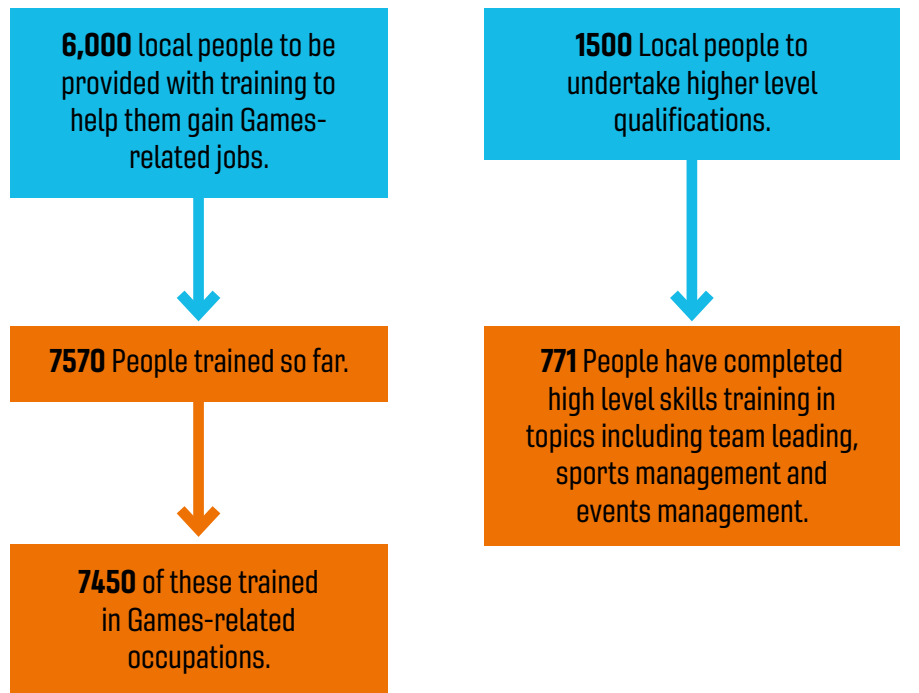 6,000 local people to be
provided with training to
help them gain Games-
related jobs.
7570 People trained so far.
7450 of these trained
in Games-related
occupations.
1500 Local people to
undertake higher level
qualifications.
771 People have completed
high level skills training in
topics including team leading,
sports management and
events management.